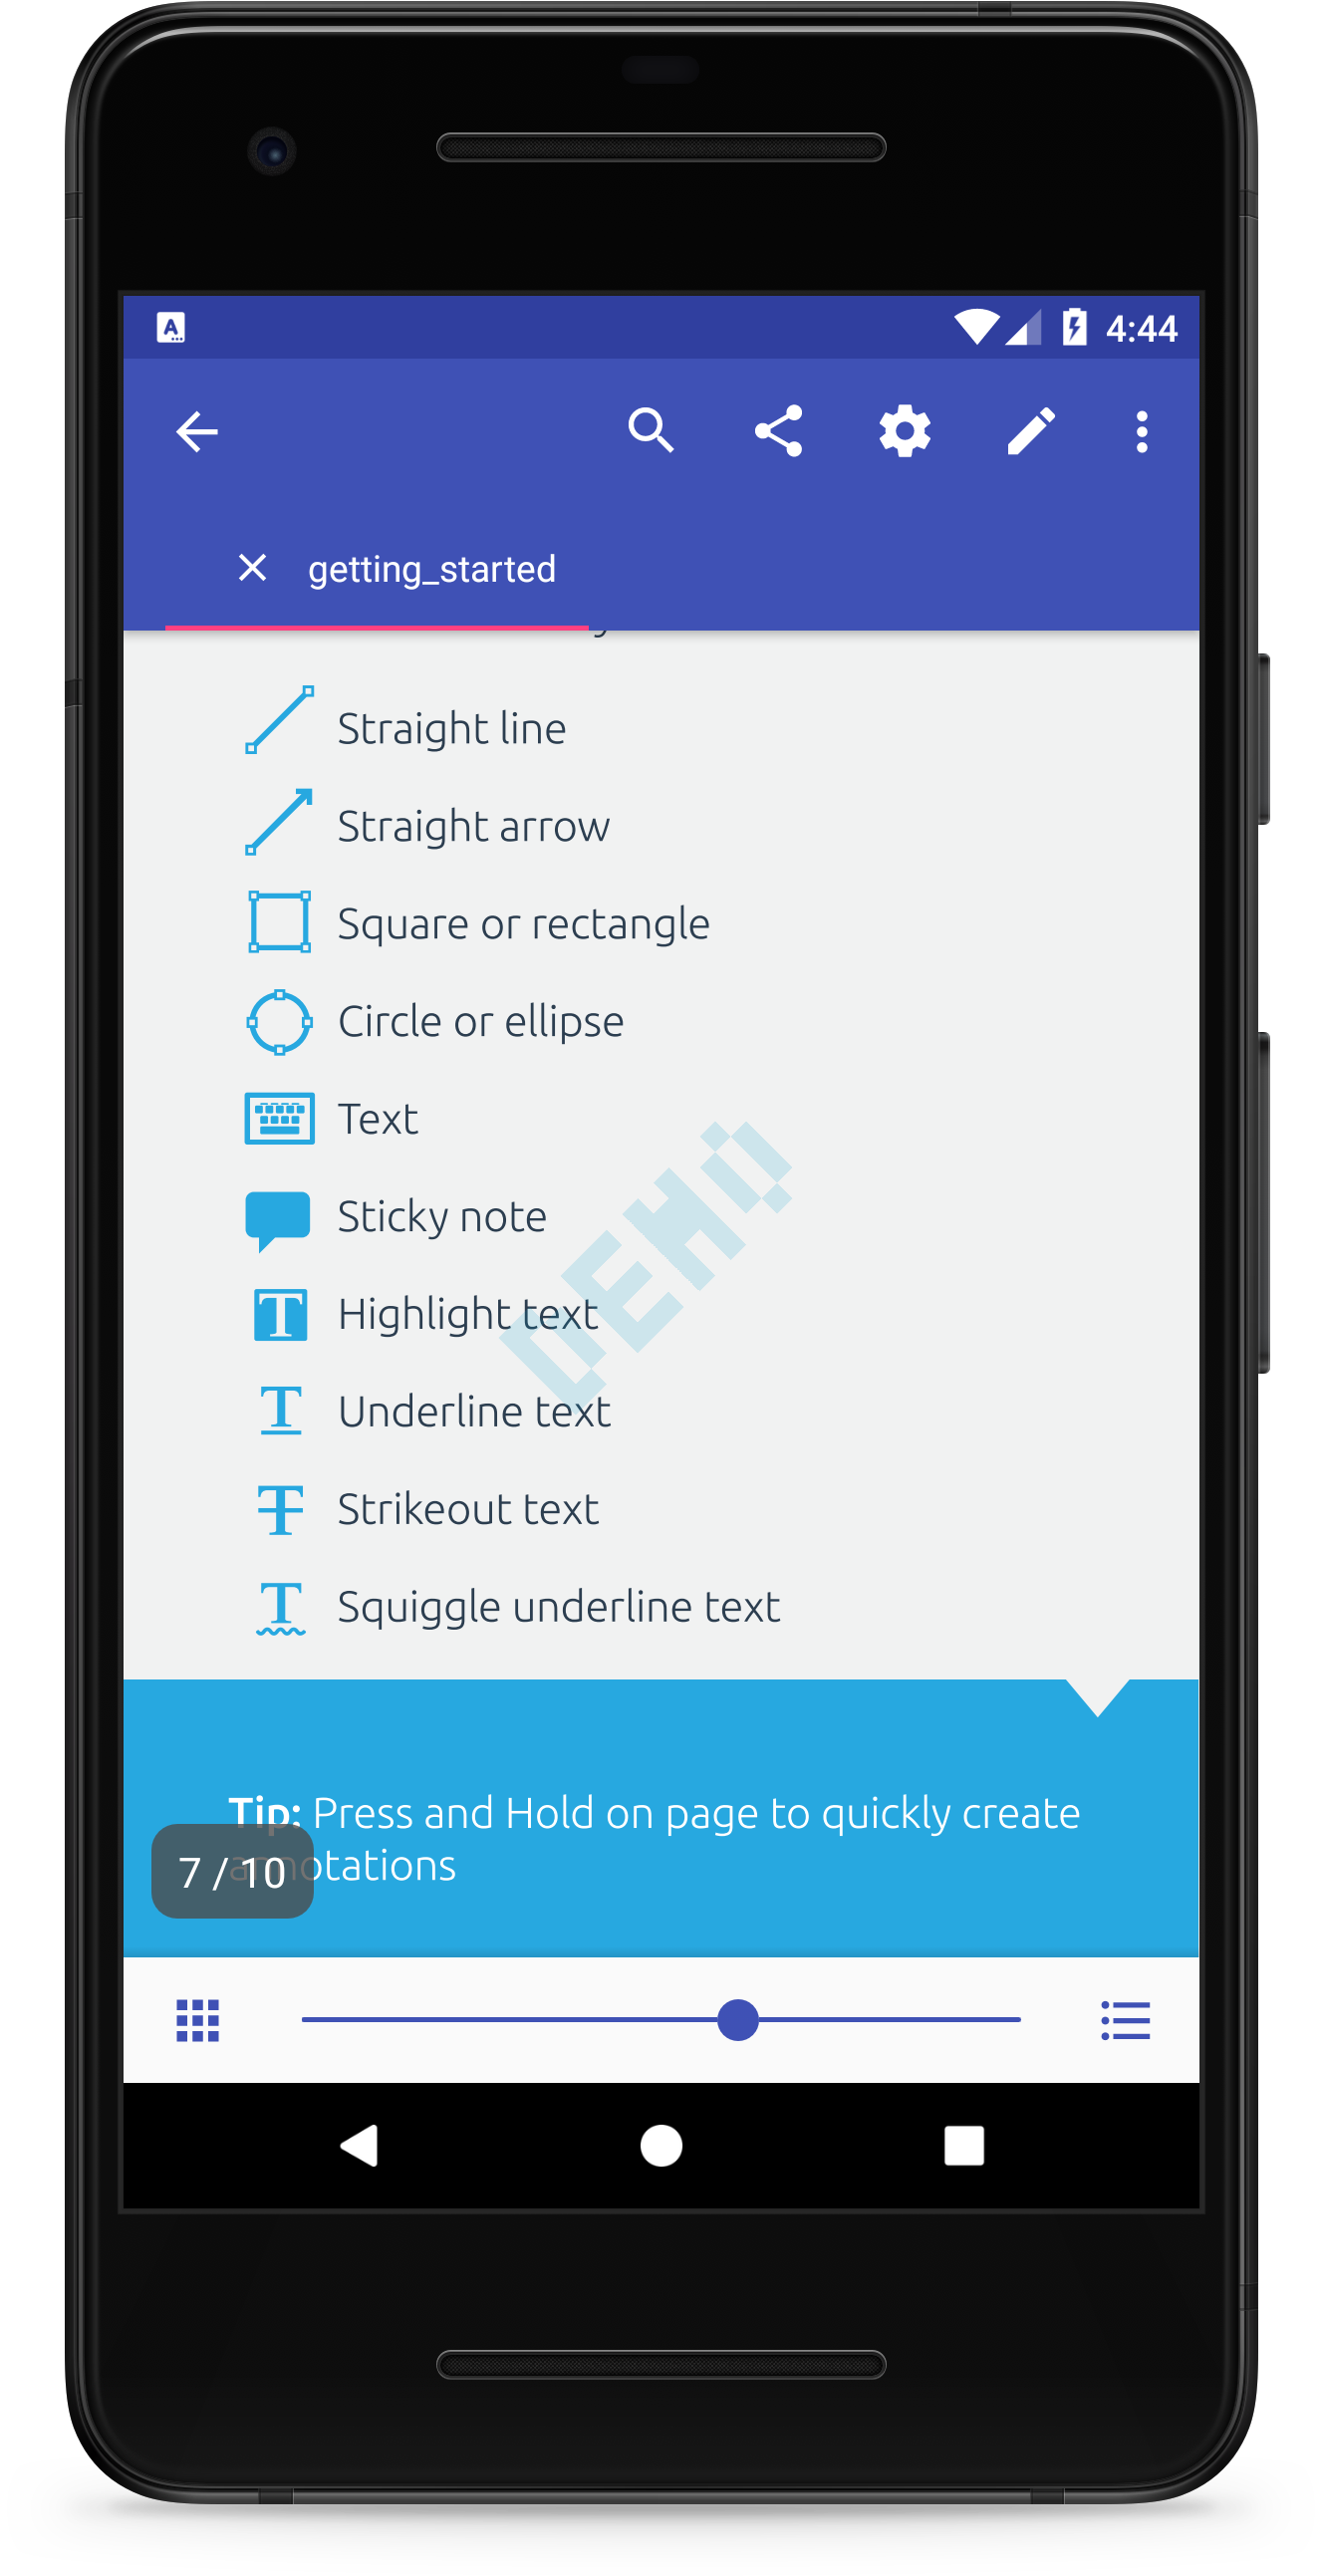 4:44
getting_started
Straight line
Straight arrow
Square or rectangle
Circle or ellipse
Text
Sticky note
Highlight text
Underline text
Strikeout text
Squiggle underline text
Tip: Press and Hold on page to quickly create
annotations
7 / 10